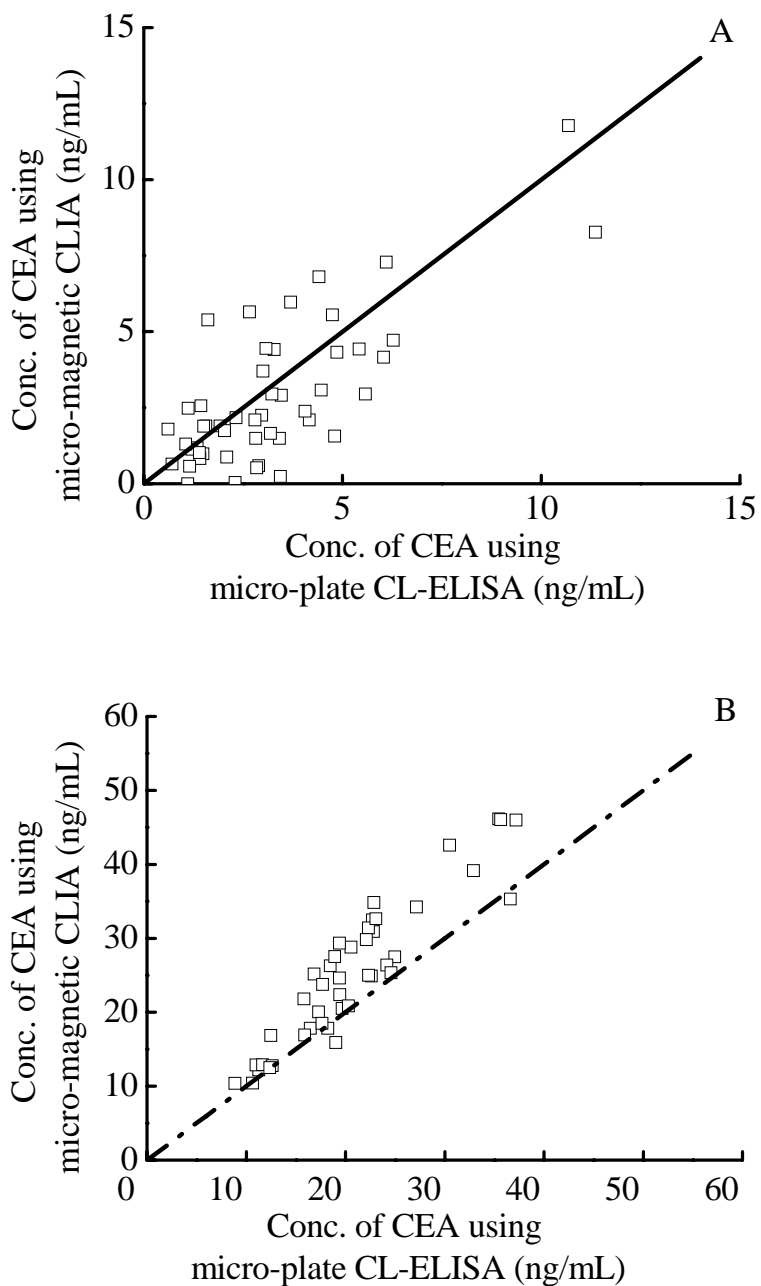 A
15
10
5
0
Conc. of CEA using
micro-magnetic CLIA (ng/mL)
0 5 10 15
Conc. of CEA using
micro-plate CL-ELISA (ng/mL)
B
60
50
40
30
20
10
0
Conc. of CEA using
micro-magnetic CLIA (ng/mL)
0 10 20 30 40 50 60
Conc. of CEA using
micro-plate CL-ELISA (ng/mL)